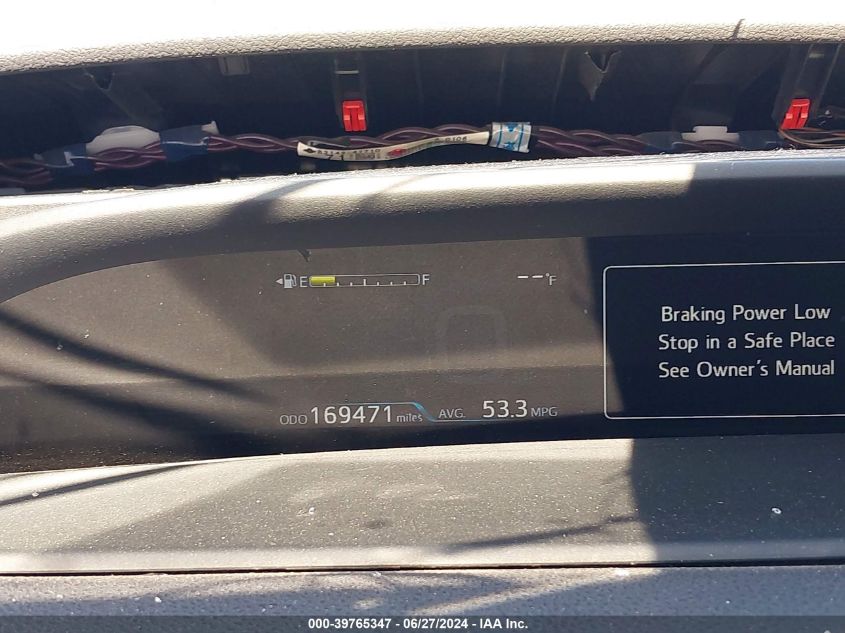 E F
--°F
Braking Power Low
Stop in a Safe Place
See Owner's Manual
ODO 169471 miles AVG. 53.3 MPG
000-39765347 - 06/27/2024 - IAA Inc.